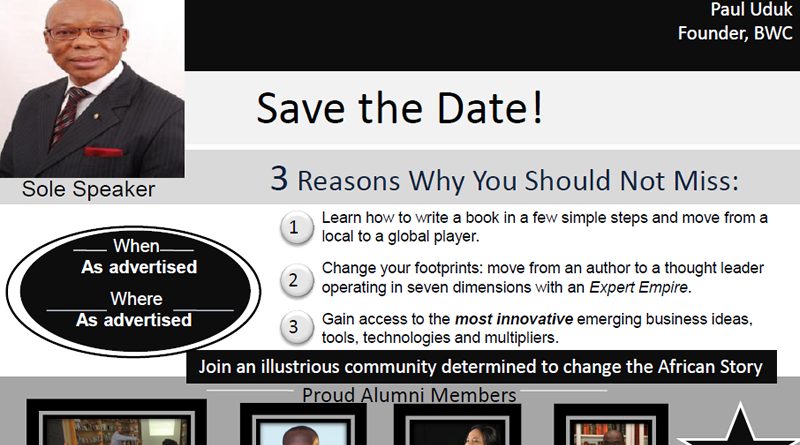 Paul Uduk
Founder, BWC
Save the Date!
Sole Speaker
3 Reasons Why You Should Not Miss:
1
Learn how to write a book in a few simple steps and move from a
local to a global player.
2
Change your footprints: move from an author to a thought leader
operating in seven dimensions with an Expert Empire.
3
Gain access to the most innovative emerging business ideas,
tools, technologies and multipliers.
When
As advertised
Where
As advertised
Join an illustrious community determined to change the African Story
Proud Alumni Members